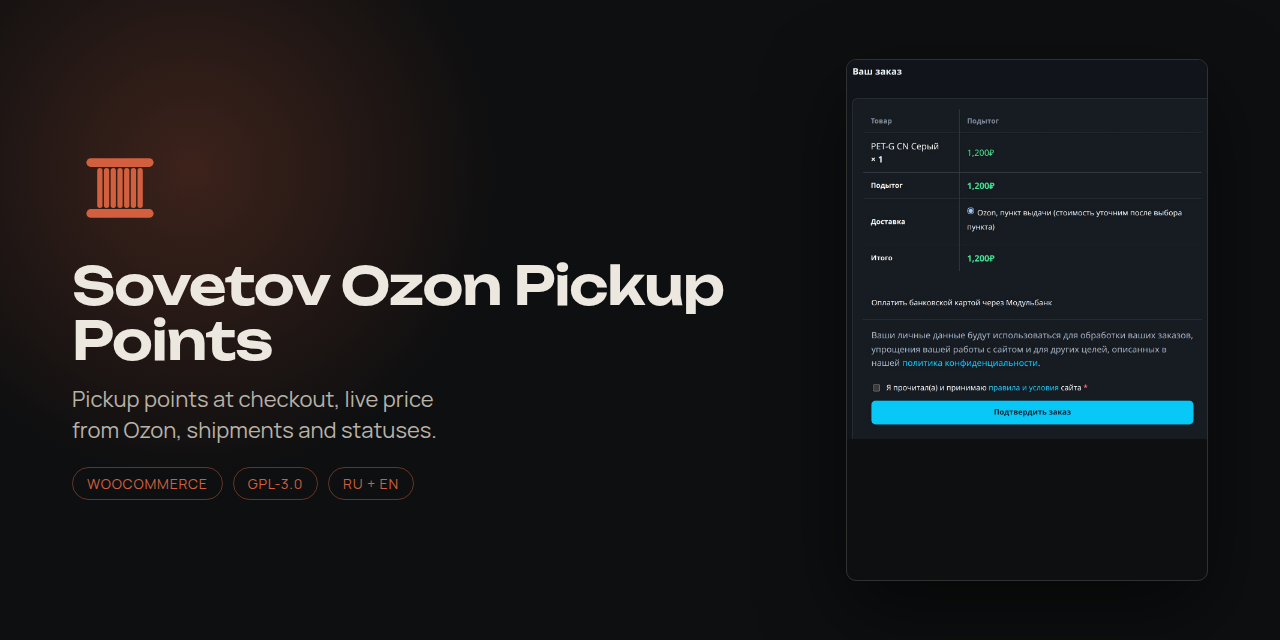 Sovetov Ozon Pickup
Points
Pickup points at checkout, live price
from Ozon, shipments and statuses.
WOOCOMMERCE
GPL-3.0
RU + EN
Ваш заказ
Товар
Подытог
PET-G CN Серый
× 1
1,200₽
Подытог
1,200₽
Доставка
Ozon, пункт выдачи (стоимость уточним после выбора
пункта)
Итого
1,200₽
Оплатить банковской картой через Модульбанк
Ваши личные данные будут использоваться для обработки ваших заказов,
упрощения вашей работы с сайтом и для других целей, описанных в
нашей политика конфиденциальности.
Я прочитал(а) и принимаю правила и условия сайта *
Подтвердить заказ